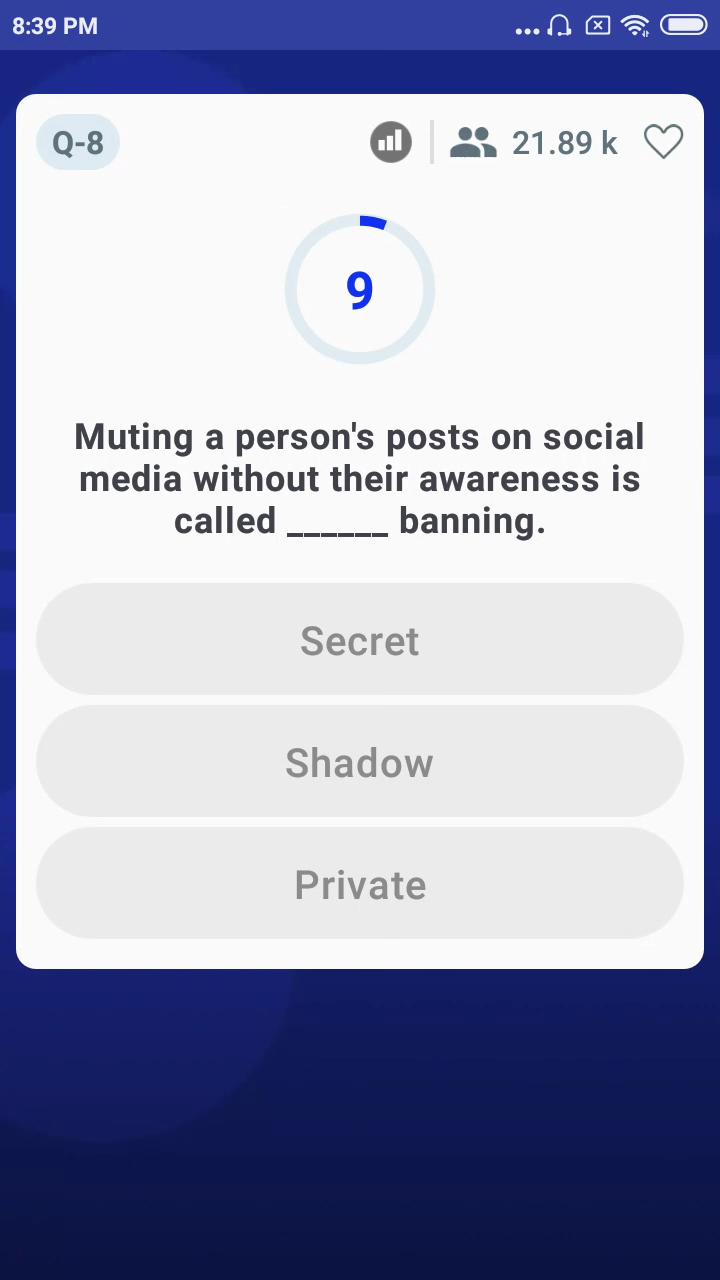 8:39 PM
Q-8
21.89 k
9
Muting a person's posts on social
media without their awareness is
called ______ banning.
Secret
Shadow
Private